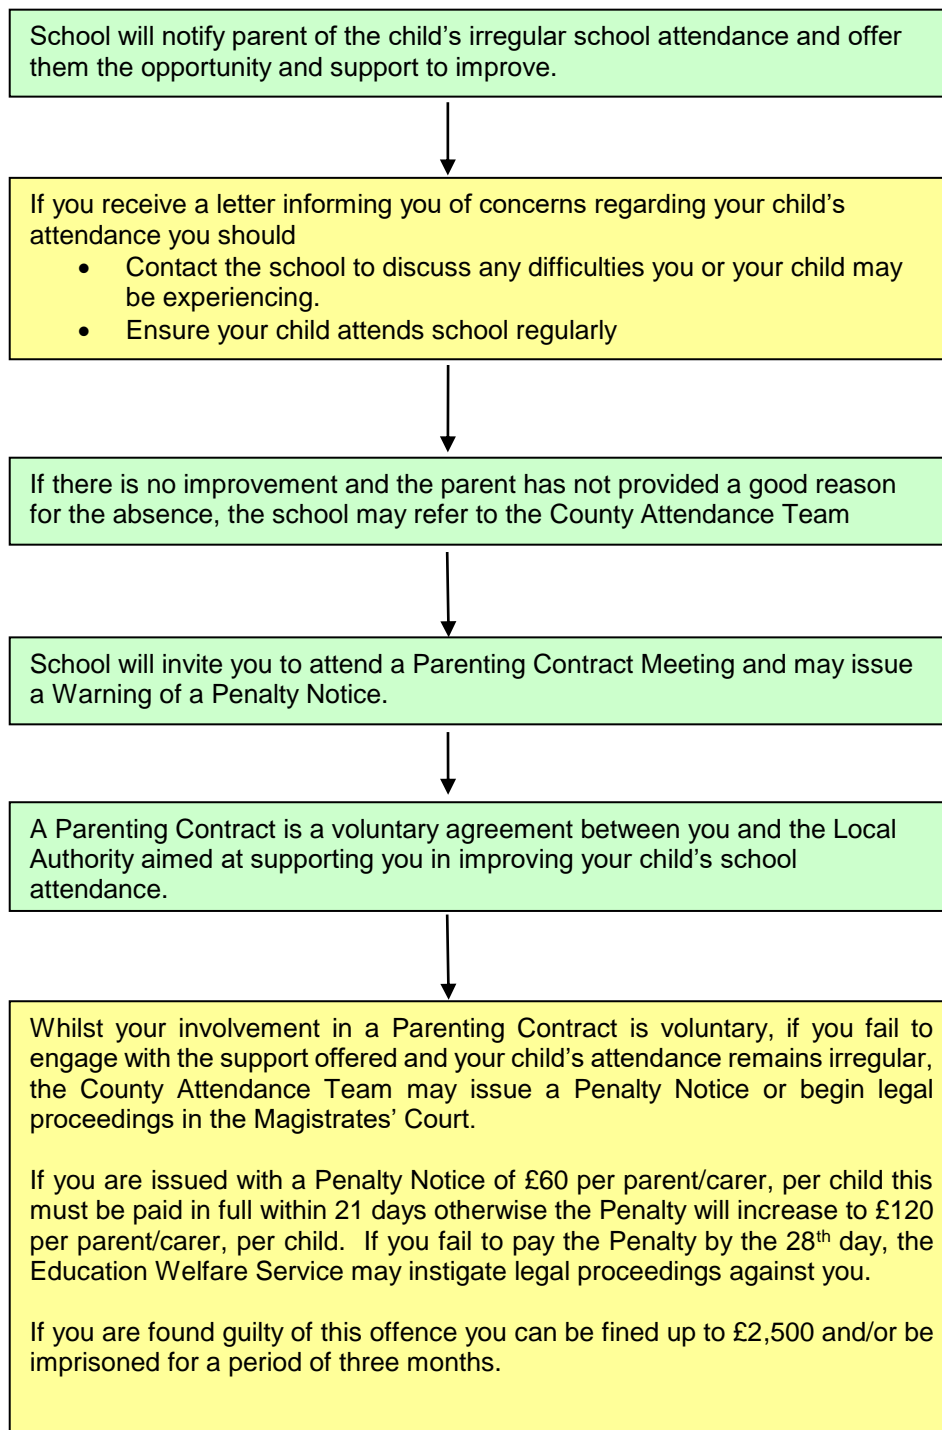 School will notify parent of the child’s irregular school attendance and offer
them the opportunity and support to improve.
If you receive a letter informing you of concerns regarding your child’s
attendance you should
• Contact the school to discuss any difficulties you or your child may
be experiencing.
• Ensure your child attends school regularly
If there is no improvement and the parent has not provided a good reason
for the absence, the school may refer to the County Attendance Team
School will invite you to attend a Parenting Contract Meeting and may issue
a Warning of a Penalty Notice.
A Parenting Contract is a voluntary agreement between you and the Local
Authority aimed at supporting you in improving your child’s school
attendance.
Whilst your involvement in a Parenting Contract is voluntary, if you fail to
engage with the support offered and your child’s attendance remains irregular,
the County Attendance Team may issue a Penalty Notice or begin legal
proceedings in the Magistrates’ Court.
If you are issued with a Penalty Notice of £60 per parent/carer, per child this
must be paid in full within 21 days otherwise the Penalty will increase to £120
per parent/carer, per child. If you fail to pay the Penalty by the 28th day, the
Education Welfare Service may instigate legal proceedings against you.
If you are found guilty of this offence you can be fined up to £2,500 and/or be
imprisoned for a period of three months.